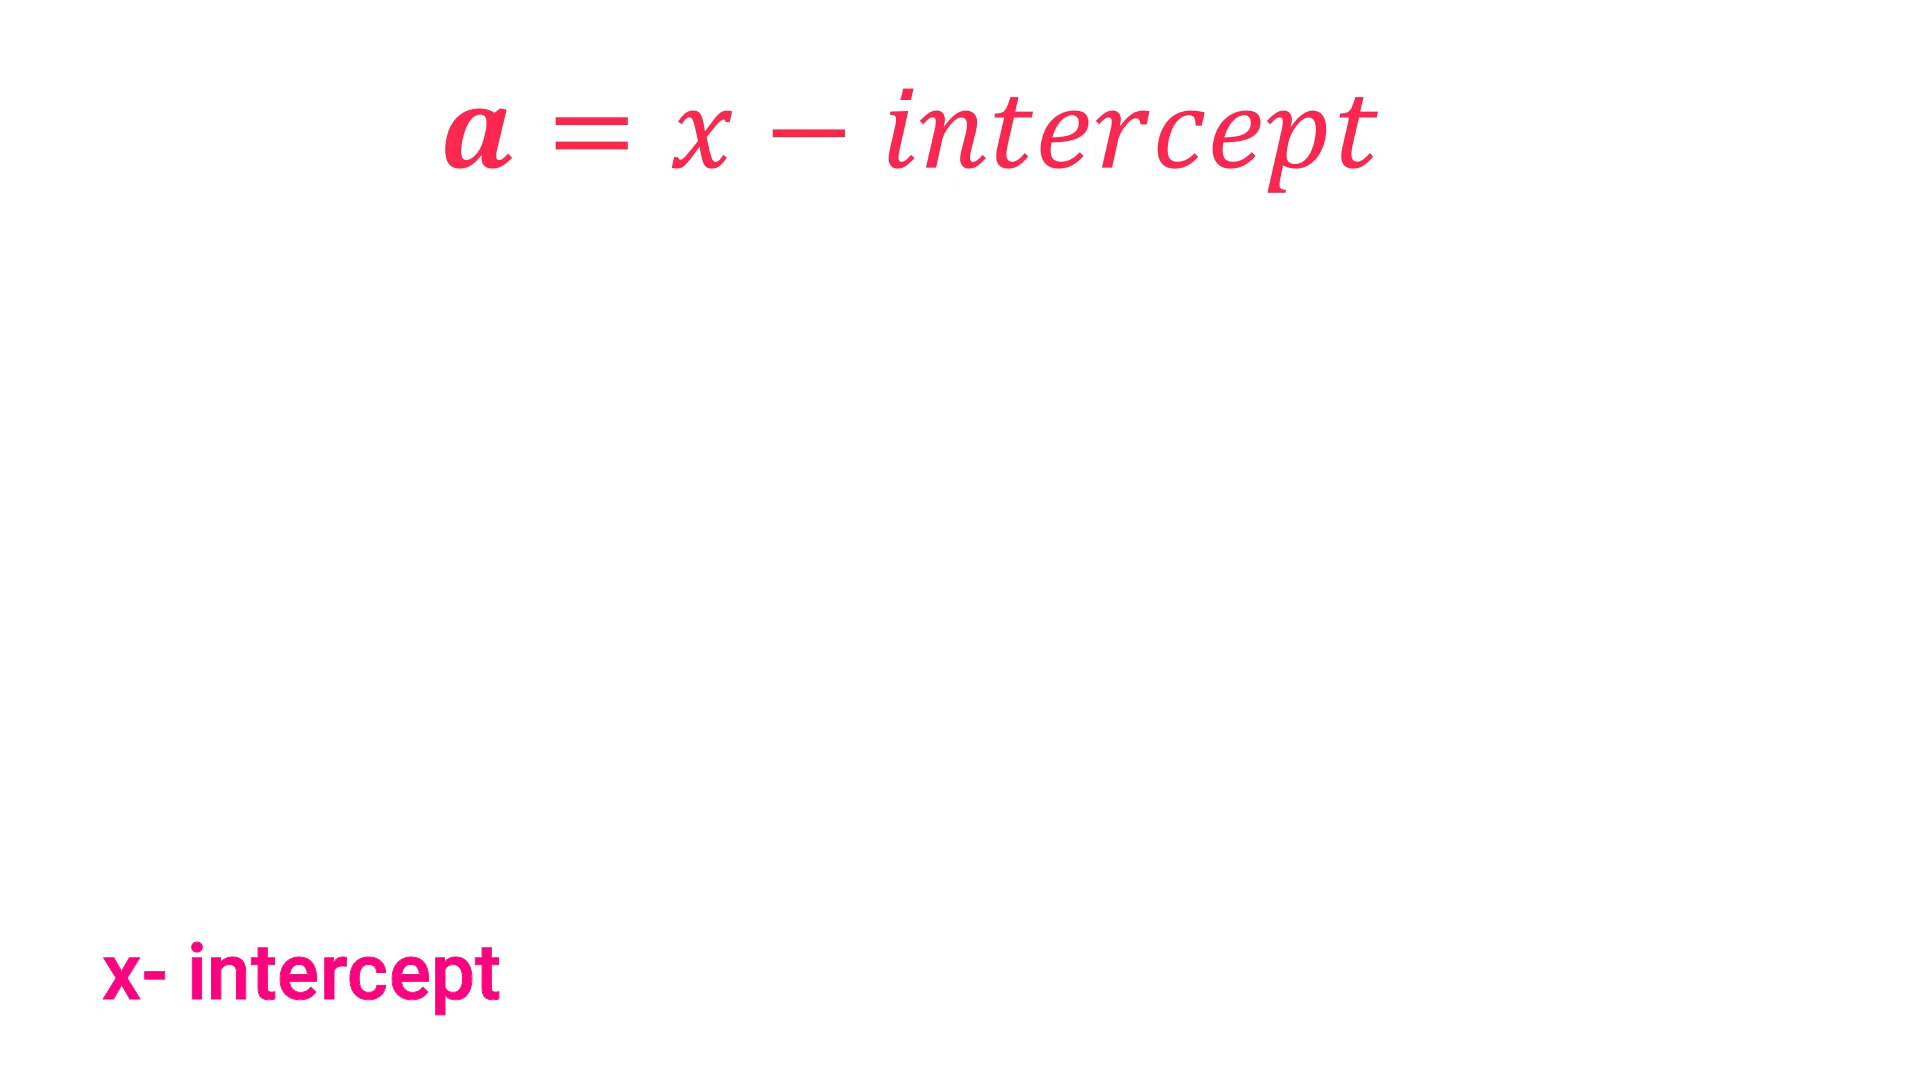 a = x − intercept
x- intercept